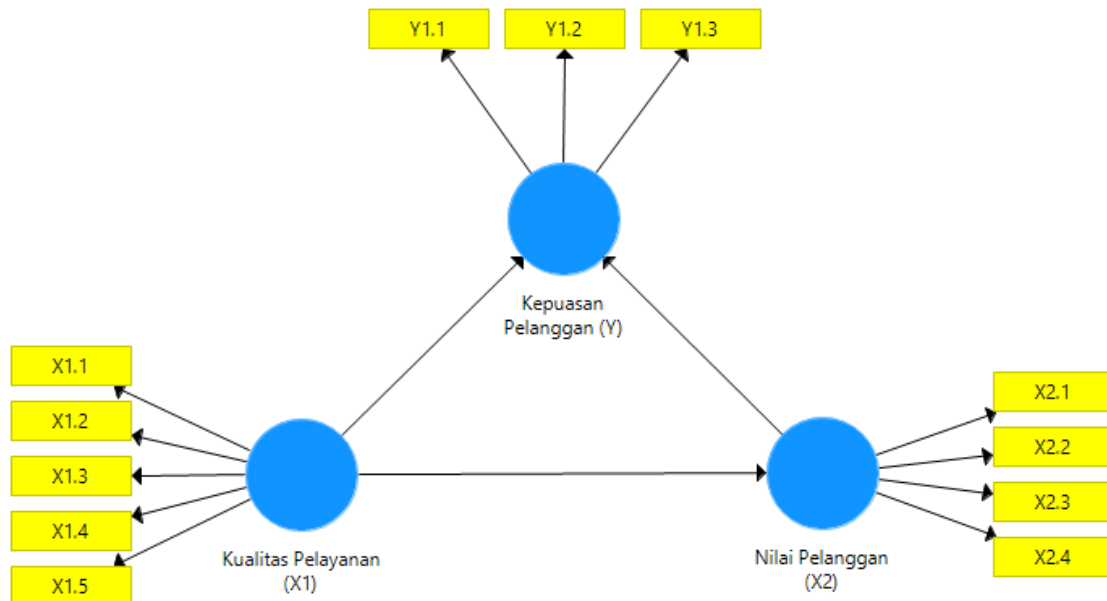 Y1.1
Y1.2
Y1.3
Kepuasan
Pelanggan (Y)
X1.1
X1.2
X1.3
X1.4
X1.5
Kualitas Pelayanan
(X1)
X2.1
X2.2
X2.3
X2.4
Nilai Pelanggan
(X2)